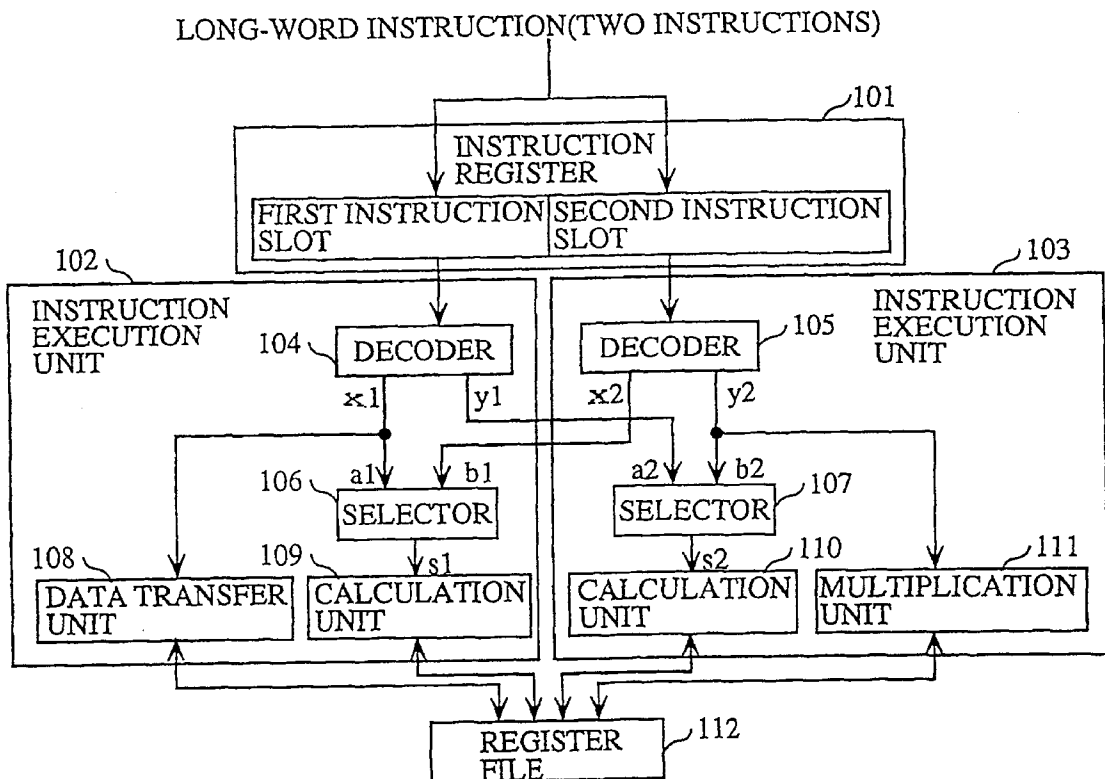 LONG-WORD INSTRUCTION(TWO INSTRUCTIONS)
101
INSTRUCTION
REGISTER
FIRST INSTRUCTION
SLOT
SECOND INSTRUCTION
SLOT
102
103
INSTRUCTION
EXECUTION
UNIT
INSTRUCTION
EXECUTION
UNIT
104
DECODER
DECODER
105
x1
y1
x2
y2
a1
b1
a2
b2
106
SELECTOR
SELECTOR
107
108
109
s1
s2
110
111
DATA TRANSFER
UNIT
CALCULATION
UNIT
CALCULATION
UNIT
MULTIPLICATION
UNIT
REGISTER
FILE
112